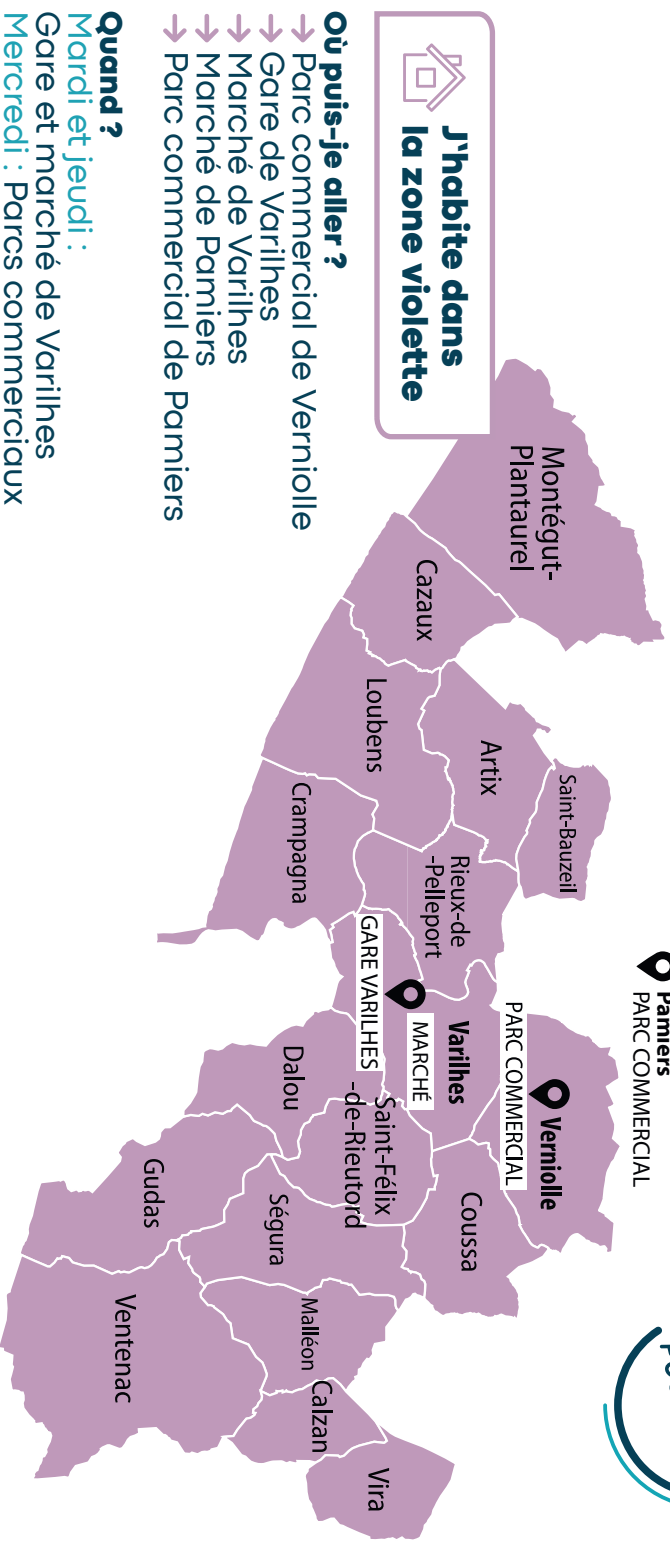 J'habite dans
la zone violette
Où puis-je aller ?
Parc commercial de Verniolle
Gare de Varilhes
Marché de Varilhes
Marché de Pamiers
Parc commercial de Pamiers
Quand ?
Mardi et jeudi :
Gare et marché de Varilhes
Mercredi : Parcs commerciaux
Pamiers
PARC COMMERCIAL
Montégut-
Plantaurel
Cazaux
Loubens
Artix
Saint-Bauzeil
Crampagna
Rieux-de
-Pelleport
Verniolle
PARC COMMERCIAL
Varilhes
MARCHÉ
GARE VARILHES
Dalou
Saint-Félix
-de-Rieutord
Coussa
Gudas
Ségura
Malléon
Ventenac
Calzan
Vira